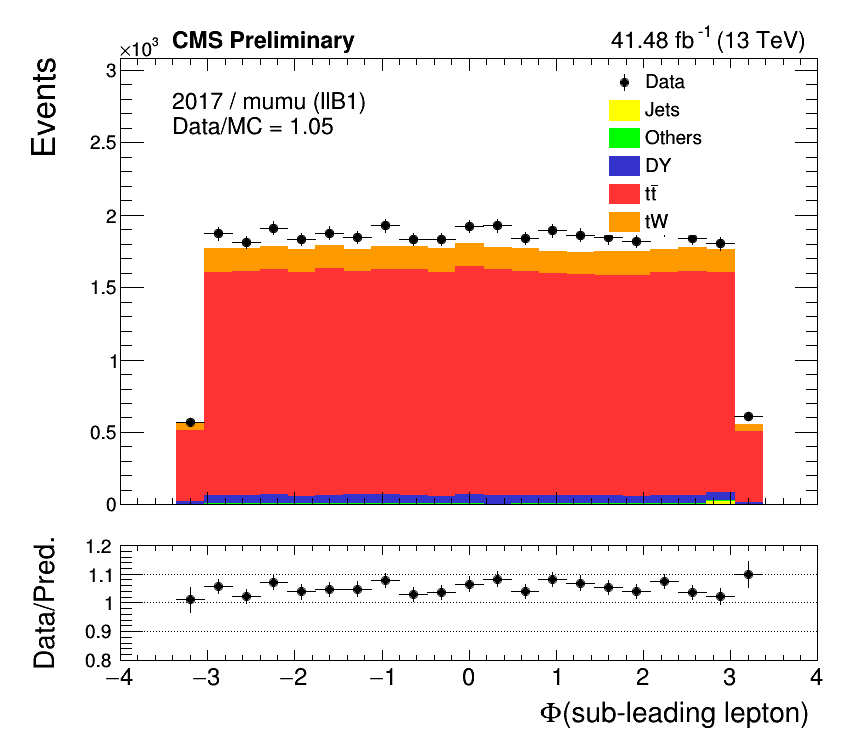 ×10³ CMS Preliminary 41.48 fb⁻¹ (13 TeV)
Events
3
2.5
2
1.5
1
0.5
0
2017 / mumu (llB1)
Data/MC = 1.05
Data
Jets
Others
DY
tt̄
tW
Data/Pred.
1.2
1.1
1
0.9
0.8
−4 −3 −2 −1 0 1 2 3 4
Φ(sub-leading lepton)